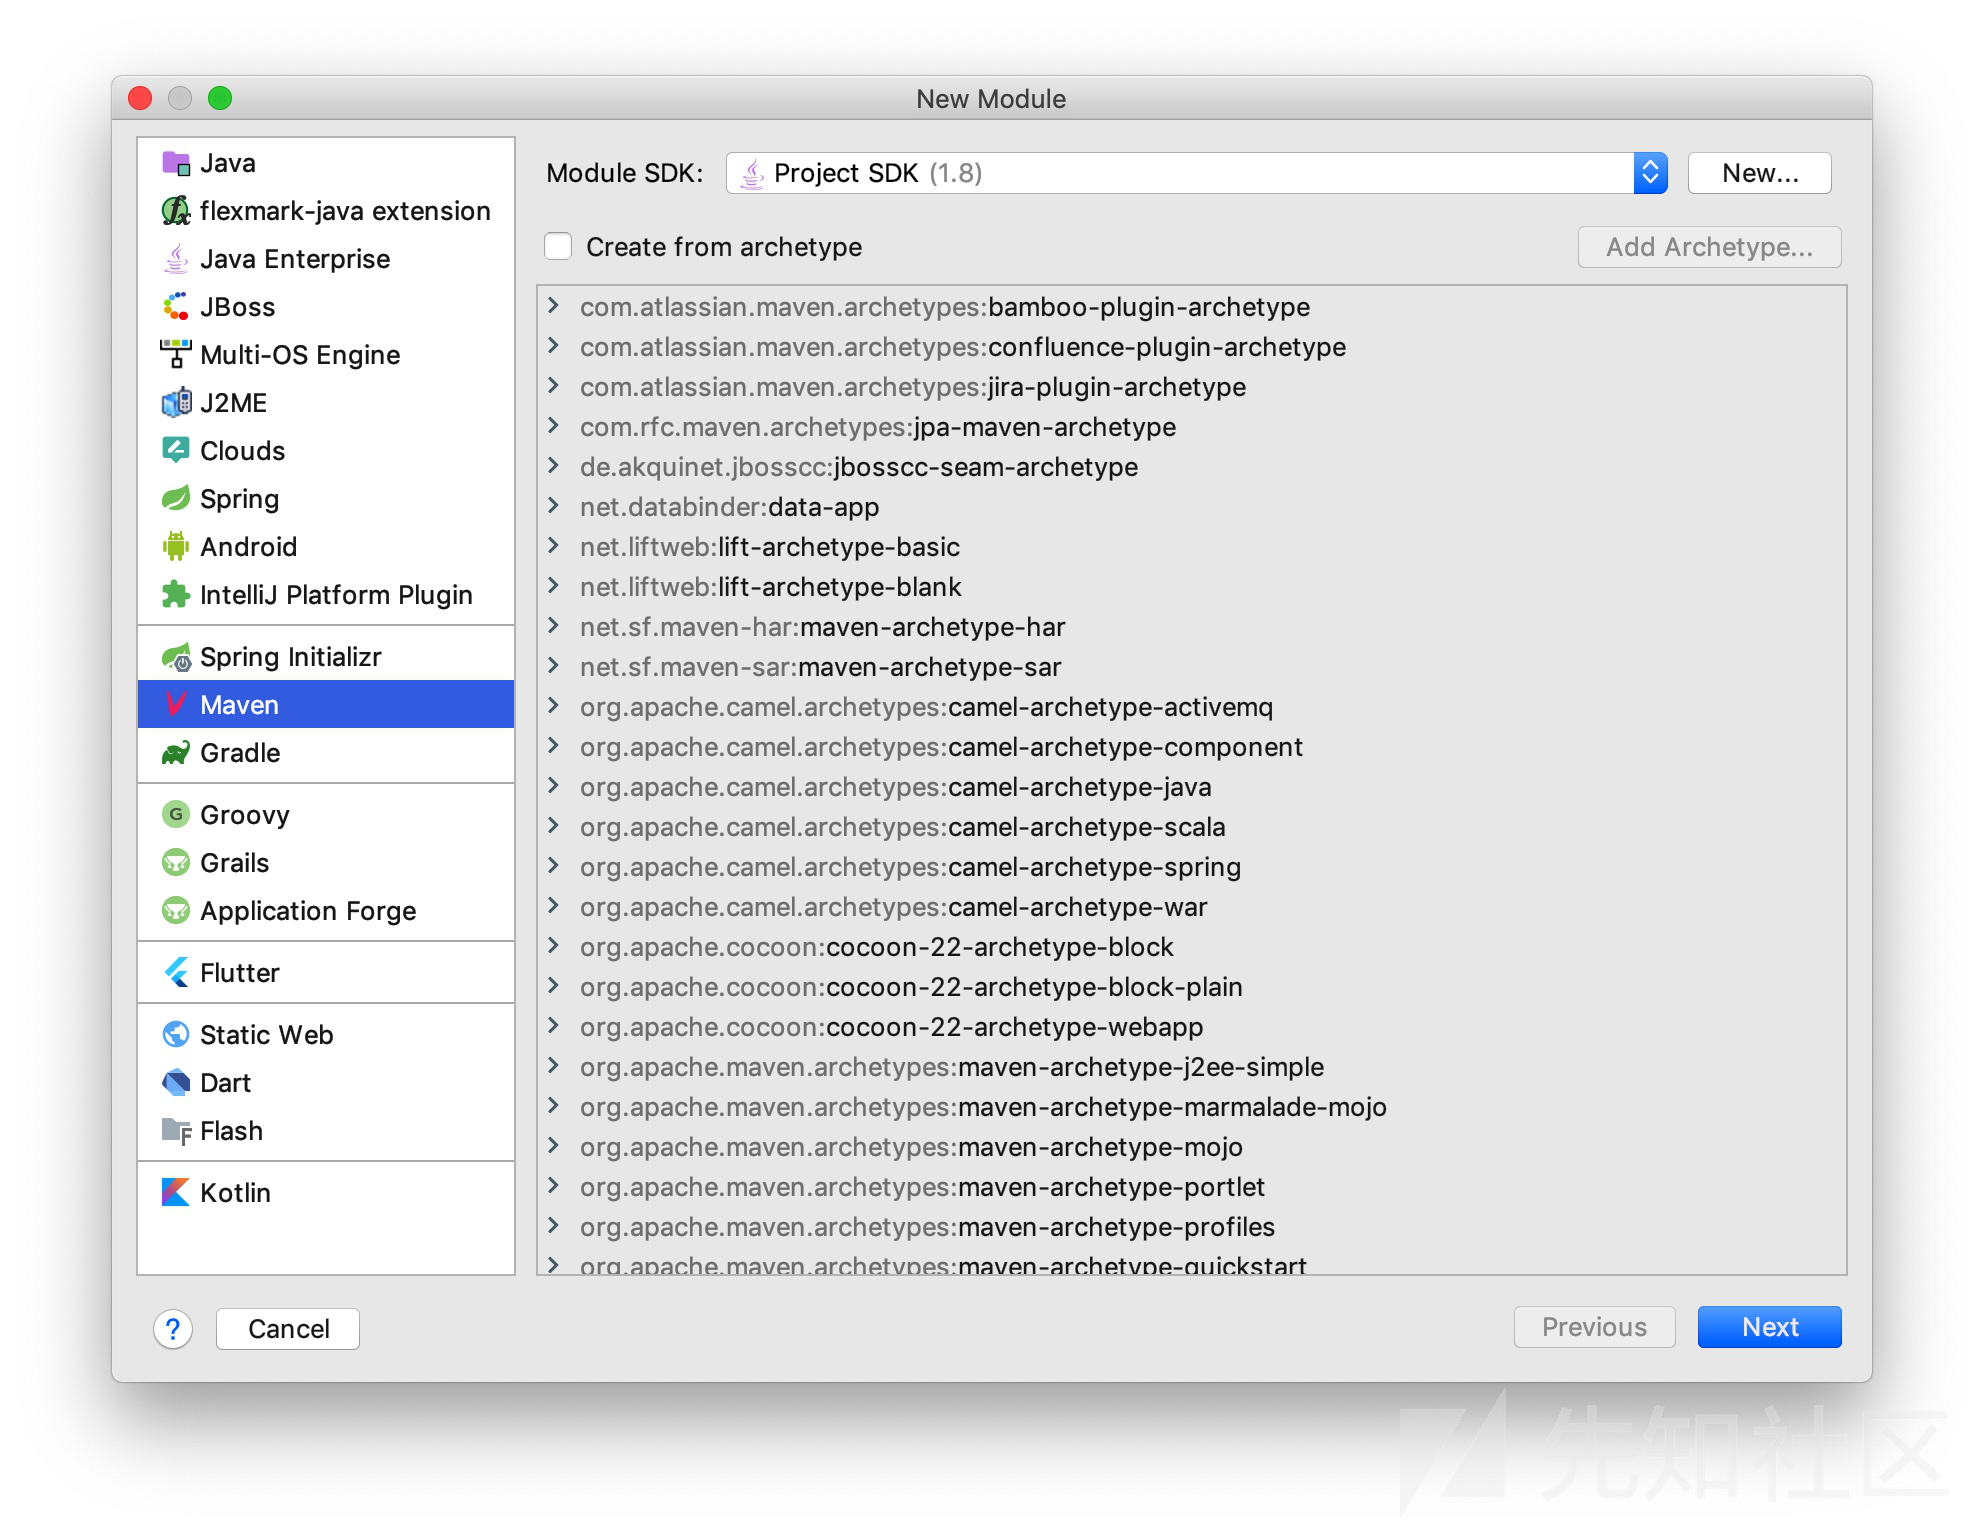 New Module
Java
flexmark-java extension
Java Enterprise
JBoss
Multi-OS Engine
J2ME
Clouds
Spring
Android
IntelliJ Platform Plugin
Spring Initializr
Maven
Gradle
G Groovy
Grails
Application Forge
Flutter
Static Web
Dart
Flash
Kotlin
Module SDK: Project SDK (1.8) New...
Create from archetype Add Archetype...
com.atlassian.maven.archetypes:bamboo-plugin-archetype
com.atlassian.maven.archetypes:confluence-plugin-archetype
com.atlassian.maven.archetypes:jira-plugin-archetype
com.rfc.maven.archetypes:jpa-maven-archetype
de.akquinet.jbosscc:jbosscc-seam-archetype
net.databinder:data-app
net.liftweb:lift-archetype-basic
net.liftweb:lift-archetype-blank
net.sf.maven-har:maven-archetype-har
net.sf.maven-sar:maven-archetype-sar
org.apache.camel.archetypes:camel-archetype-activemq
org.apache.camel.archetypes:camel-archetype-component
org.apache.camel.archetypes:camel-archetype-java
org.apache.camel.archetypes:camel-archetype-scala
org.apache.camel.archetypes:camel-archetype-spring
org.apache.camel.archetypes:camel-archetype-war
org.apache.cocoon:cocoon-22-archetype-block
org.apache.cocoon:cocoon-22-archetype-block-plain
org.apache.cocoon:cocoon-22-archetype-webapp
org.apache.maven.archetypes:maven-archetype-j2ee-simple
org.apache.maven.archetypes:maven-archetype-marmalade-mojo
org.apache.maven.archetypes:maven-archetype-mojo
org.apache.maven.archetypes:maven-archetype-portlet
org.apache.maven.archetypes:maven-archetype-profiles
org.apache.maven.archetypes:maven-archetype-quickstart
? Cancel Previous Next
先知社区